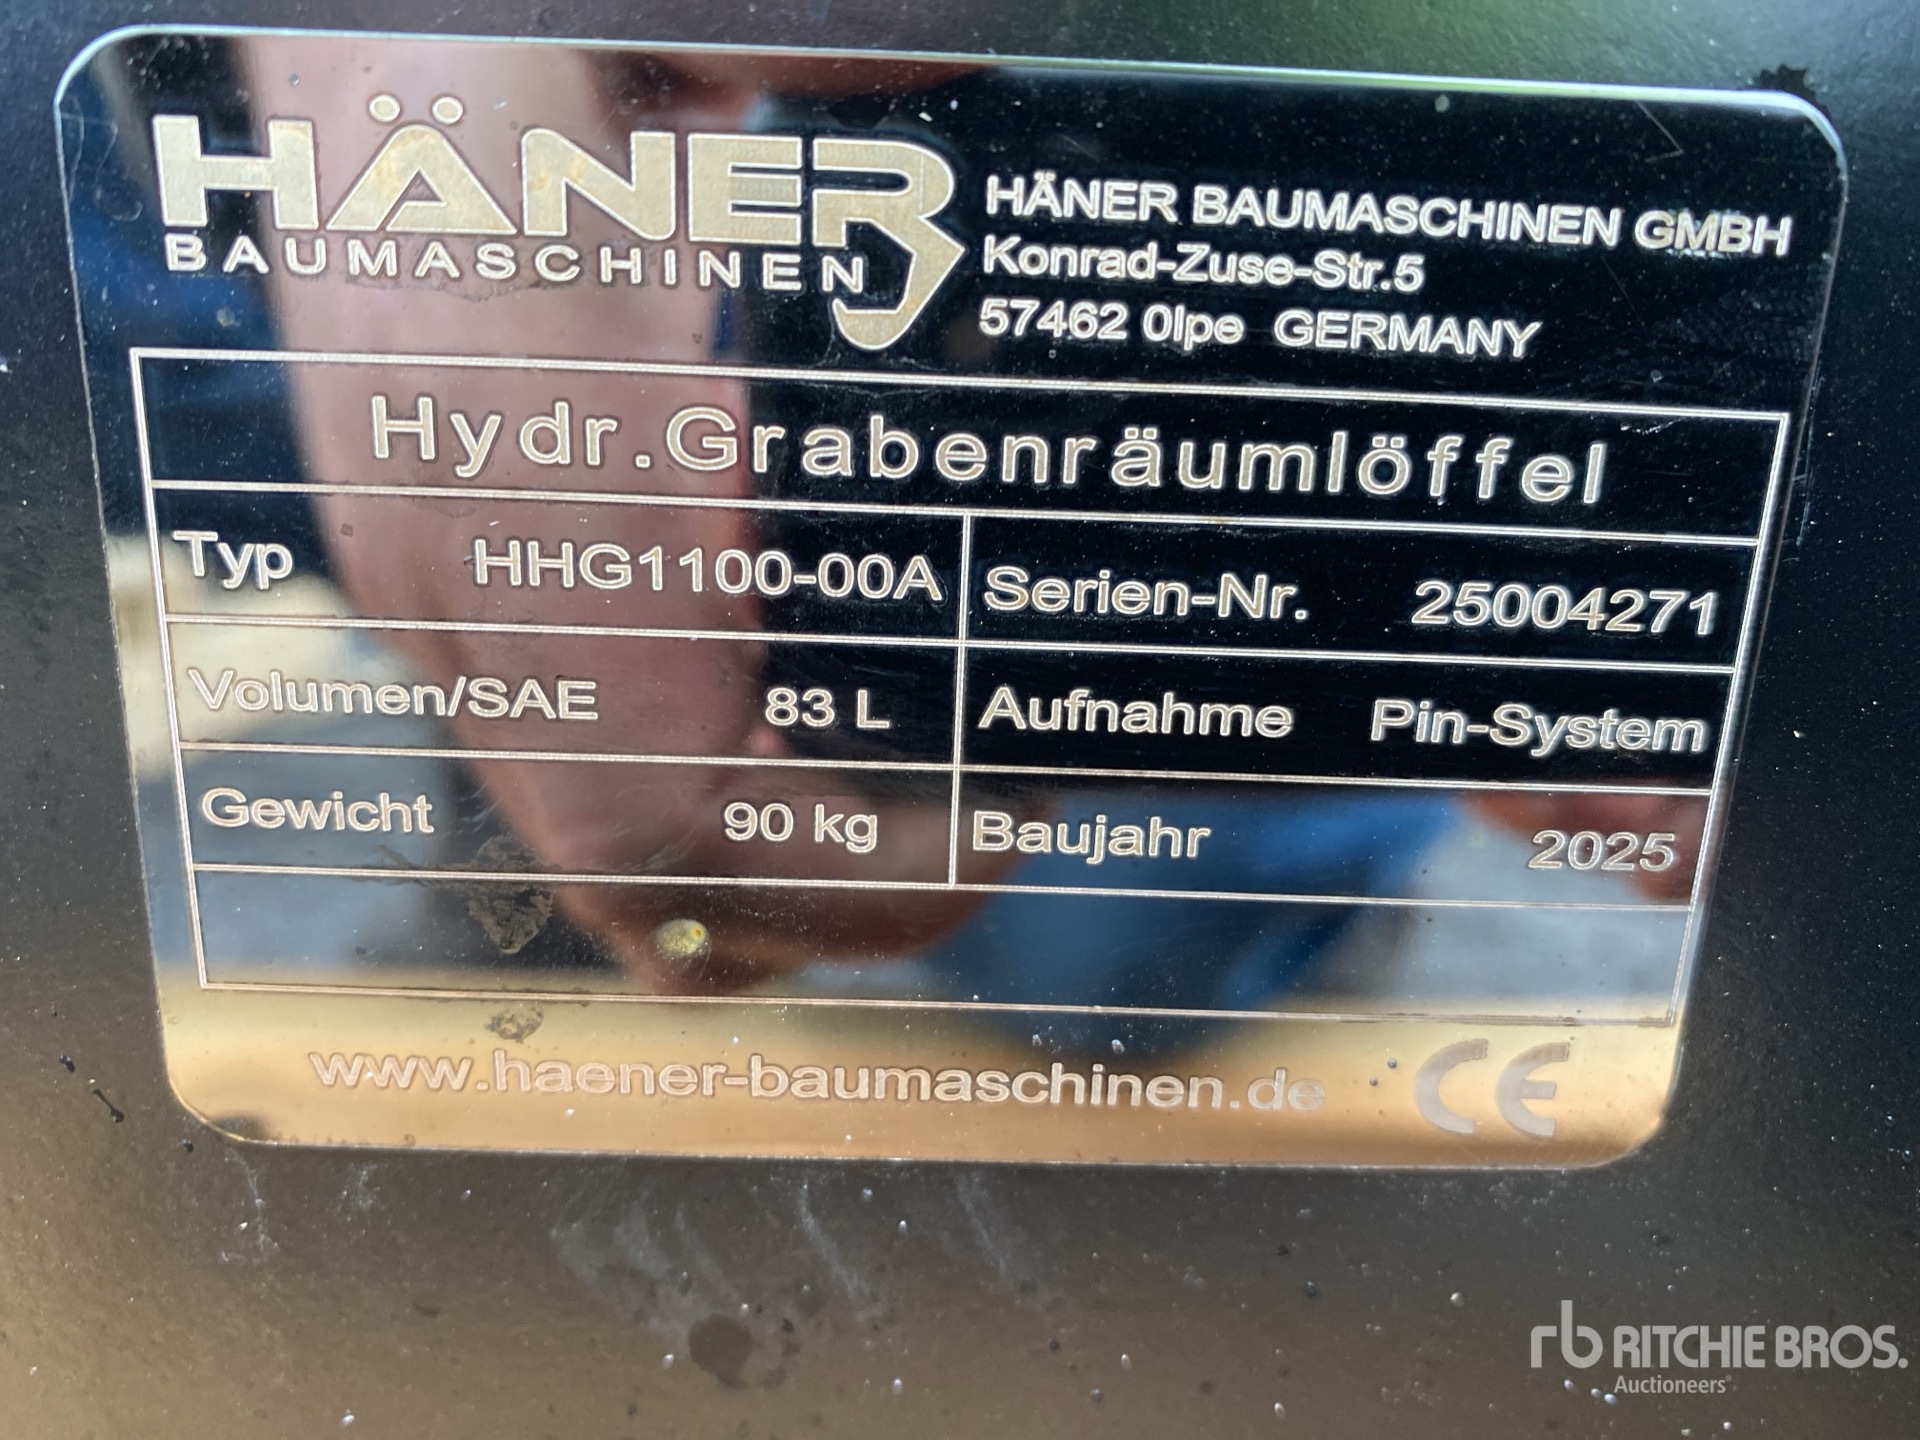 HÄNER
BAUMASCHINEN
HÄNER BAUMASCHINEN GMBH
Konrad-Zuse-Str.5
57462 Olpe GERMANY
Hydr.Grabenräumlöffel
Typ HHG1100-00A Serien-Nr. 25004271
Volumen/SAE 83 L Aufnahme Pin-System
Gewicht 90 kg Baujahr 2025
www.haener-baumaschinen.de CE
rb RITCHIE BROS.
Auctioneers